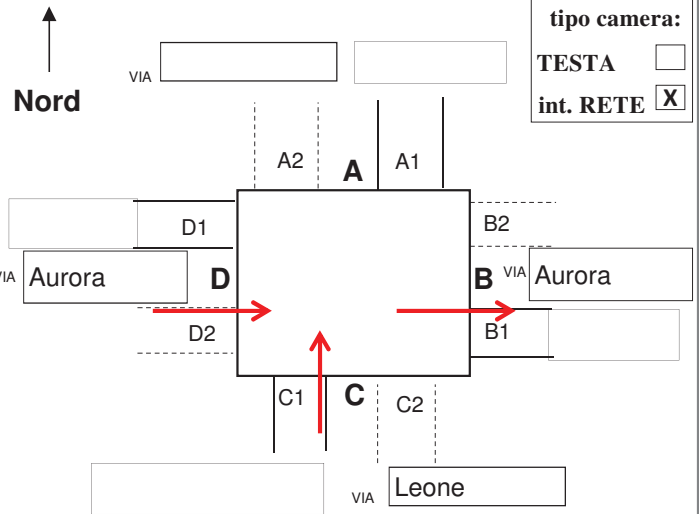 tipo camera:
TESTA
int. RETE X
Nord
VIA
A2
A
A1
D1
B2
VIA Aurora
D
B
VIA Aurora
D2
B1
C1
C
C2
VIA Leone